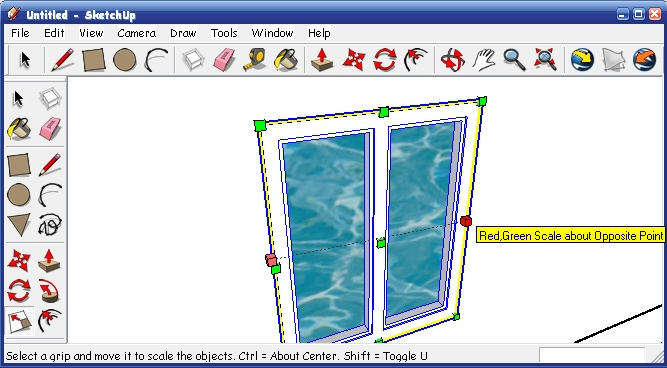 Untitled - SketchUp
File Edit View Camera Draw Tools Window Help
Red,Green Scale about Opposite Point
Select a grip and move it to scale the objects. Ctrl = About Center. Shift = Toggle U